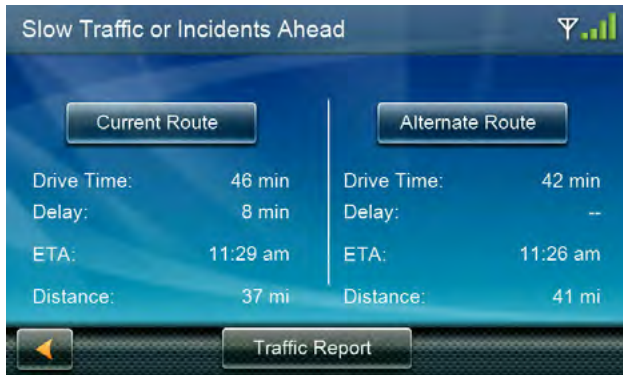 Slow Traffic or Incidents Ahead
Current Route
Alternate Route
Drive Time: 46 min
Drive Time: 42 min
Delay: 8 min
Delay: --
ETA: 11:29 am
ETA: 11:26 am
Distance: 37 mi
Distance: 41 mi
Traffic Report